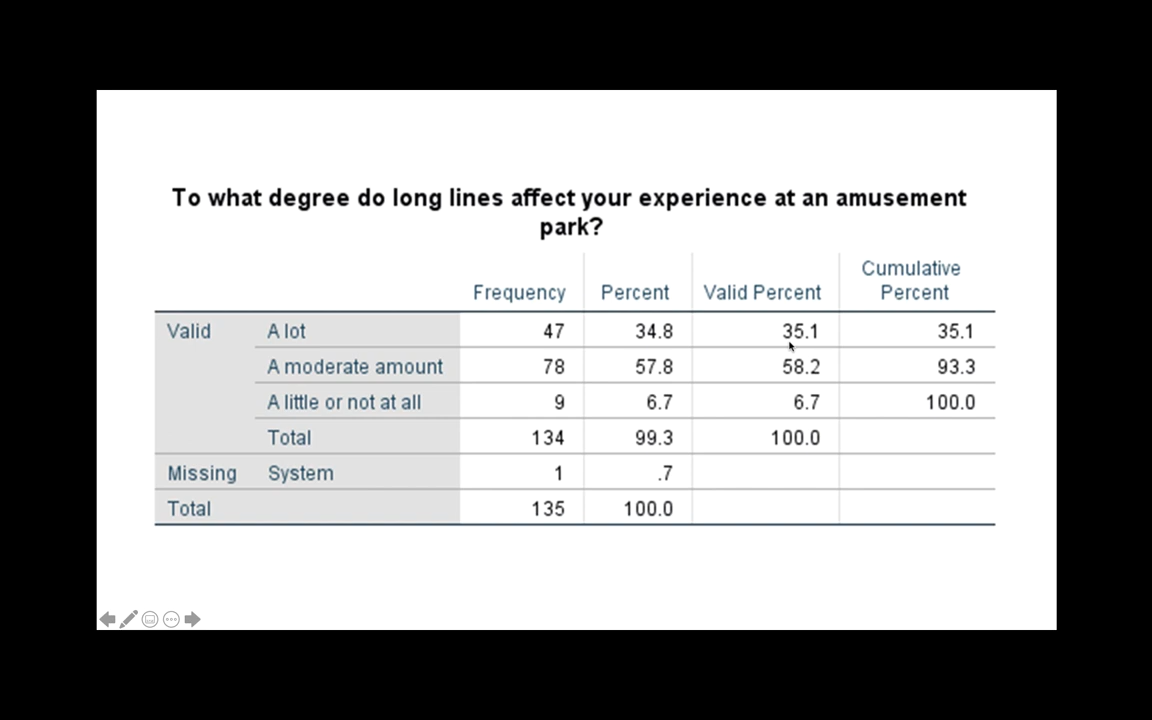 To what degree do long lines affect your experience at an amusement
park?
Frequency Percent Valid Percent Cumulative Percent
Valid A lot 47 34.8 35.1 35.1
A moderate amount 78 57.8 58.2 93.3
A little or not at all 9 6.7 6.7 100.0
Total 134 99.3 100.0
Missing System 1 .7
Total 135 100.0